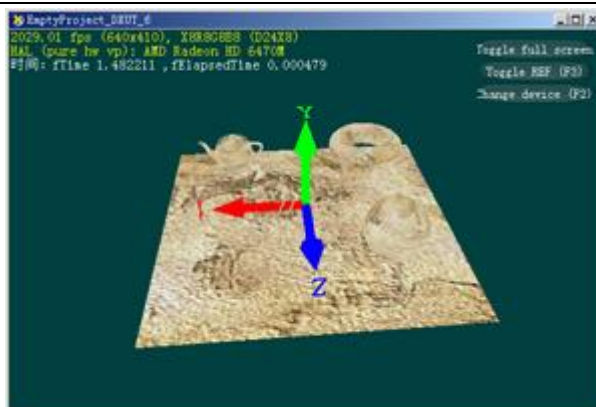 EmptyProject_DXUT_6
2029.01 fps (640x410), X8R8G8B8 (D24X8)
HAL (pure hw vp): AMD Radeon HD 6470M
时间: fTime 1.482211 ,fElapsedTime 0.000479
Toggle full screen
Toggle REF (F3)
Change device (F2)
Y
X
Z